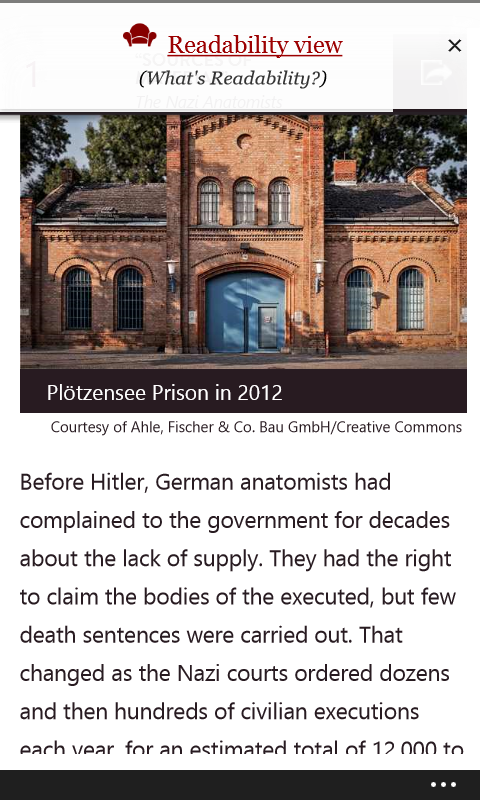 Readability view
(What's Readability?)
1
SOURCES OF
The Nazi Anatomists
Plötzensee Prison in 2012
Courtesy of Ahle, Fischer & Co. Bau GmbH/Creative Commons
Before Hitler, German anatomists had
complained to the government for decades
about the lack of supply. They had the right
to claim the bodies of the executed, but few
death sentences were carried out. That
changed as the Nazi courts ordered dozens
and then hundreds of civilian executions
each year, for an estimated total of 12,000 to